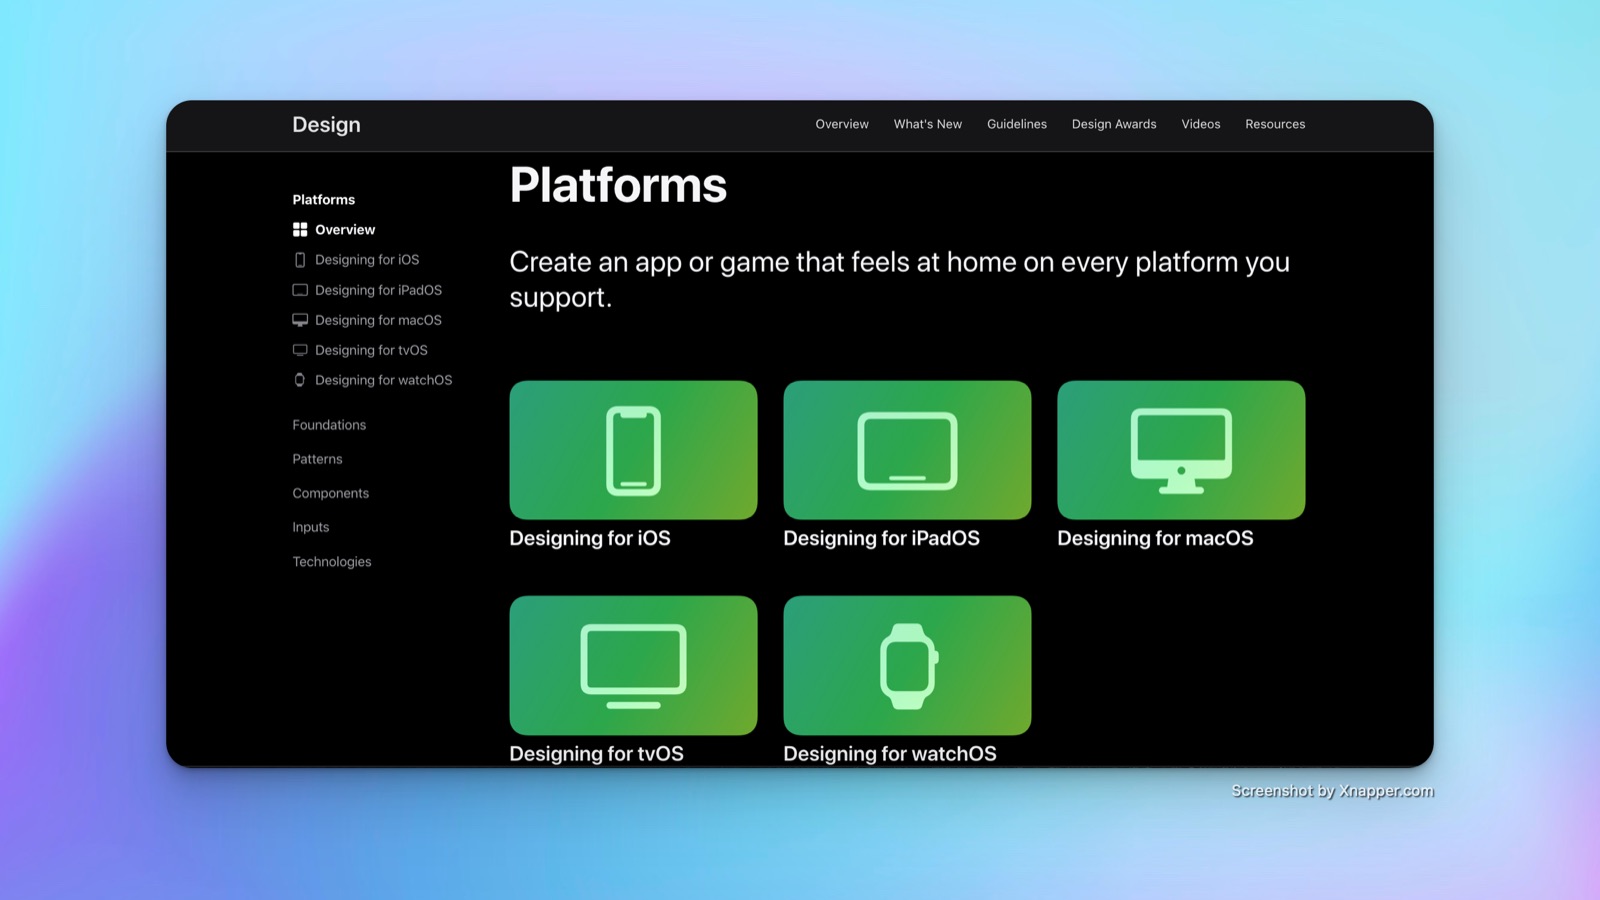 Design
Overview
What's New
Guidelines
Design Awards
Videos
Resources
Platforms
Overview
Designing for iOS
Designing for iPadOS
Designing for macOS
Designing for tvOS
Designing for watchOS
Foundations
Patterns
Components
Inputs
Technologies
Platforms
Create an app or game that feels at home on every platform you
support.
Designing for iOS
Designing for iPadOS
Designing for macOS
Designing for tvOS
Designing for watchOS
Screenshot by Xnapper.com